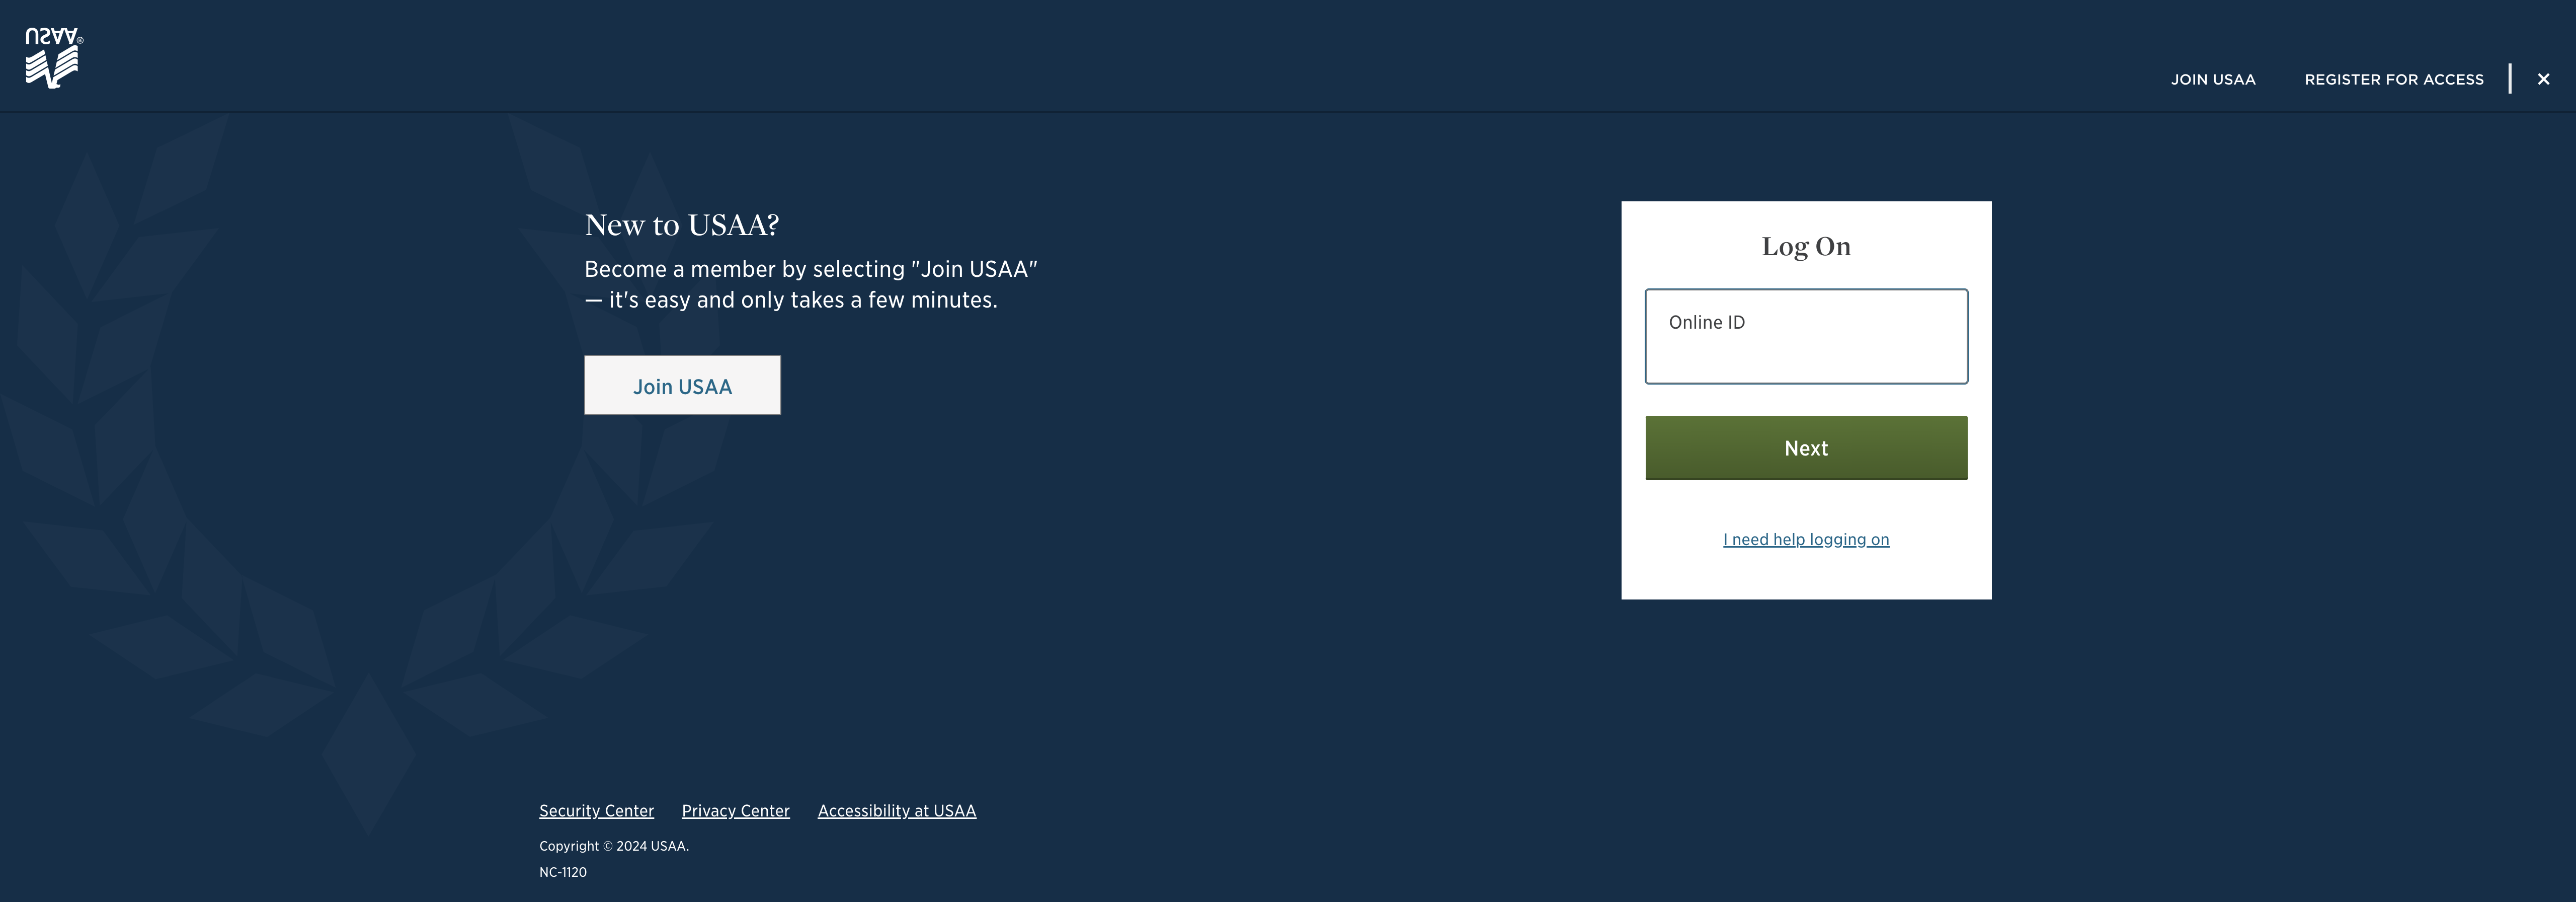 USAA®
JOIN USAA
REGISTER FOR ACCESS
New to USAA?
Become a member by selecting "Join USAA"
— it's easy and only takes a few minutes.
Join USAA
Log On
Online ID
Next
I need help logging on
Security Center
Privacy Center
Accessibility at USAA
Copyright © 2024 USAA.
NC-1120